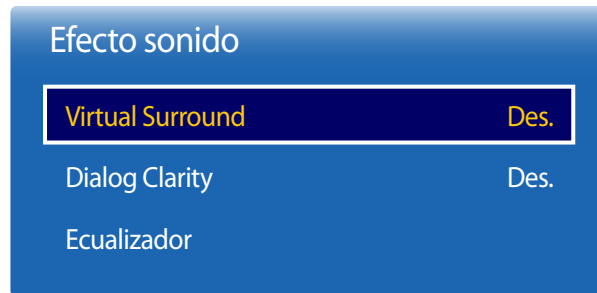 Efecto sonido
Virtual Surround Des.
Dialog Clarity Des.
Ecualizador